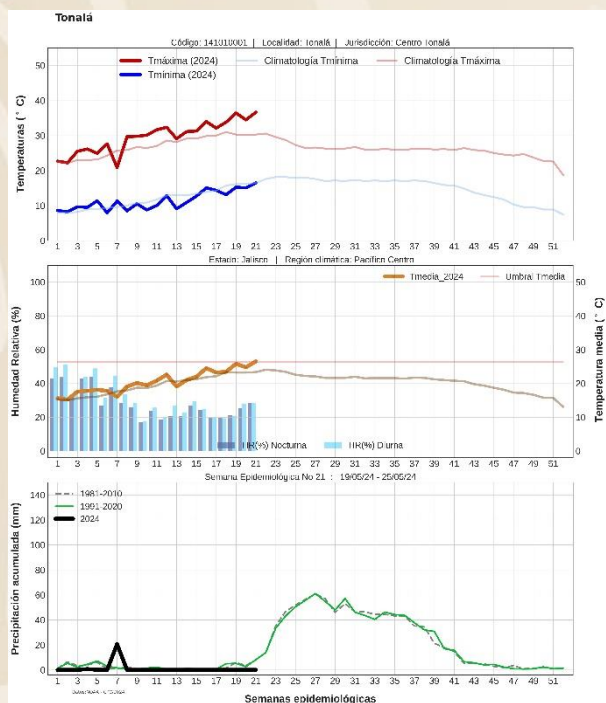 Tonalá
Código: 141010001 | Localidad: Tonalá | Jurisdicción: Centro Tonalá
Tmáxima (2024) Climatología Tmínima Climatología Tmáxima
Tmínima (2024)
Temperaturas (° C)
50
40
30
20
10
0
1 3 5 7 9 11 13 15 17 19 21 23 25 27 29 31 33 35 37 39 41 43 45 47 49 51
Estado: Jalisco | Región climática: Pacífico Centro
Tmedia_2024 Umbral Tmedia
Humedad Relativa (%)
100
80
60
40
20
0
Temperatura media (° C)
50
40
30
20
10
0
HR(%) Nocturna HR(%) Diurna
1 3 5 7 9 11 13 15 17 19 21 23 25 27 29 31 33 35 37 39 41 43 45 47 49 51
Semana Epidemiológica No 21 : 19/05/24 - 25/05/24
1981-2010
1991-2020
2024
Precipitación acumulada (mm)
140
120
100
80
60
40
20
0
1 3 5 7 9 11 13 15 17 19 21 23 25 27 29 31 33 35 37 39 41 43 45 47 49 51
Semanas epidemiológicas